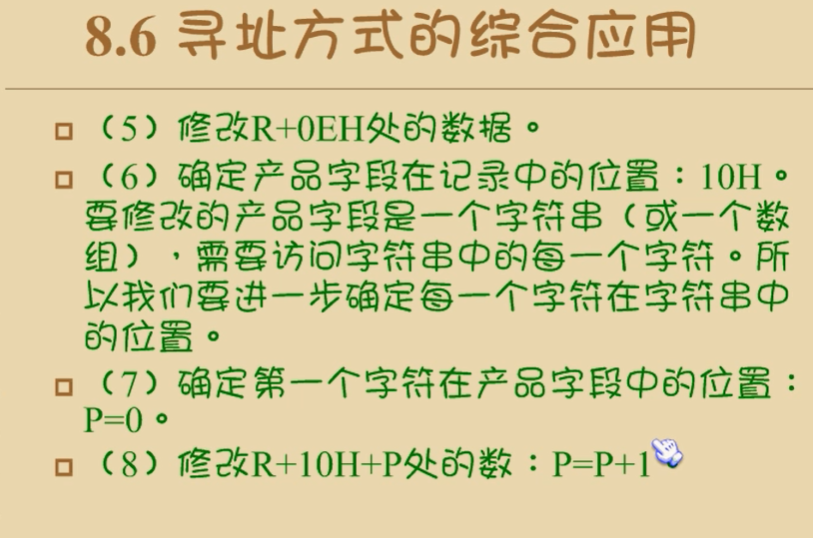 8.6 寻址方式的综合应用
（5）修改R+0EH处的数据。
（6）确定产品字段在记录中的位置：10H。
要修改的产品字段是一个字符串（或一个数
组），需要访问字符串中的每一个字符。所
以我们要进一步确定每一个字符在字符串中
的位置。
（7）确定第一个字符在产品字段中的位置：
P=0。
（8）修改R+10H+P处的数：P=P+1